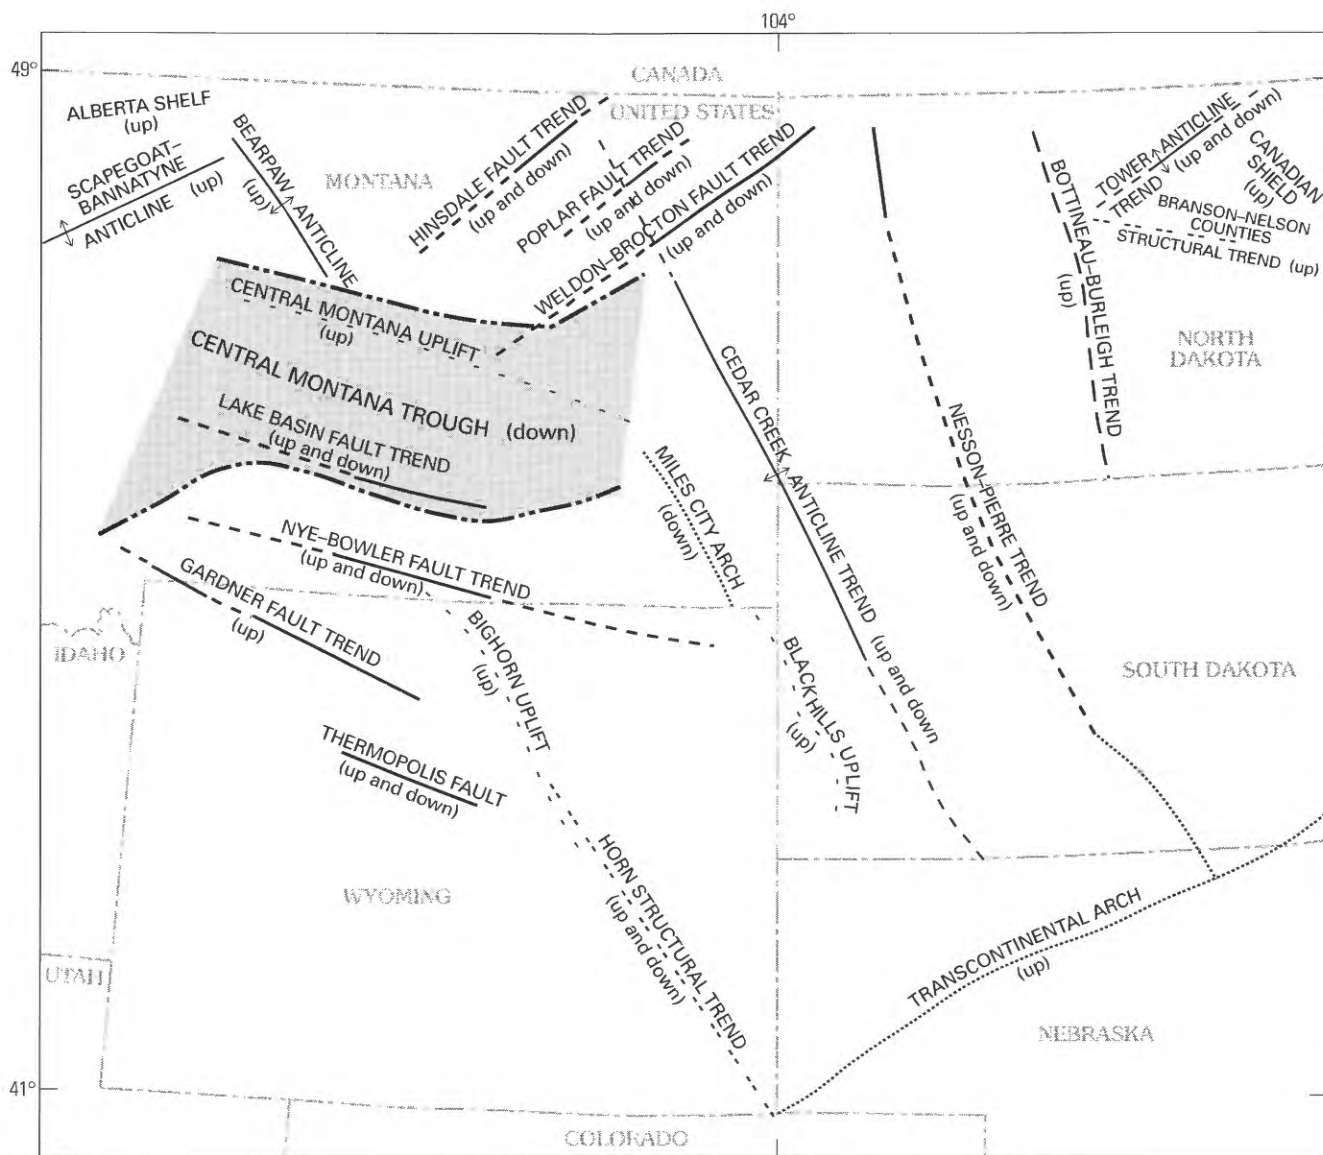 104°
49°
CANADA
UNITED STATES
ALBERTA SHELF
(up)
SCAPEGOAT–
BANNATYNE
ANTICLINE (up)
BEARPAW ANTICLINE
(up)
MONTANA
HINSDALE FAULT TREND
(up and down)
POPLAR FAULT TREND
(up and down)
WELDON–BROCTON FAULT TREND
(up and down)
TOWER ANTICLINE
TREND (up and down)
CANADIAN
SHIELD
(up)
BRANSON–NELSON
COUNTIES
STRUCTURAL TREND (up)
BOTTINEAU–BURLEIGH TREND
(up)
NORTH
DAKOTA
CENTRAL MONTANA UPLIFT
(up)
CENTRAL MONTANA TROUGH (down)
LAKE BASIN FAULT TREND
(up and down)
CEDAR CREEK ANTICLINE TREND (up and down
NESSON–PIERRE TREND
(up and down)
MILES CITY ARCH
(down)
NYE–BOWLER FAULT TREND
(up and down)
GARDNER FAULT TREND
(up)
IDAHO
BIGHORN UPLIFT
(up)
BLACK HILLS UPLIFT
(up)
SOUTH DAKOTA
THERMOPOLIS FAULT
(up and down)
WYOMING
HORN STRUCTURAL TREND
(up and down)
TRANSCONTINENTAL ARCH
(up)
UTAH
NEBRASKA
41°
COLORADO